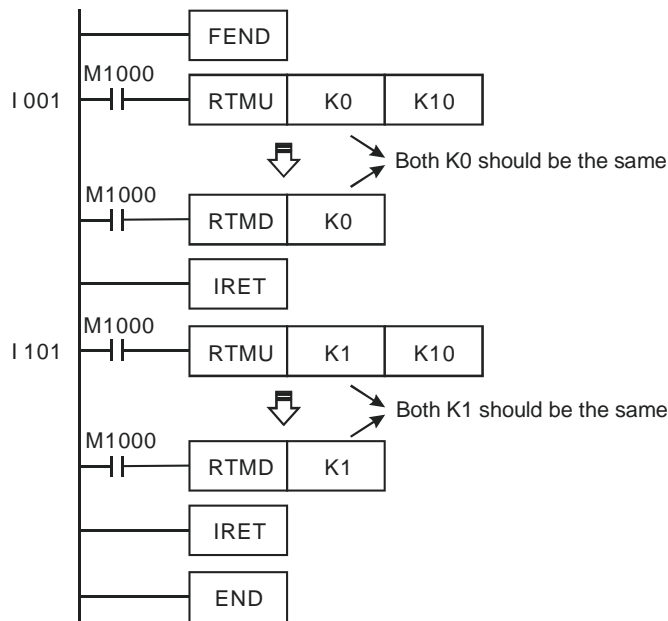 FEND
M1000
I 001
RTMU K0 K10
Both K0 should be the same
M1000
RTMD K0
IRET
M1000
I 101
RTMU K1 K10
Both K1 should be the same
M1000
RTMD K1
IRET
END